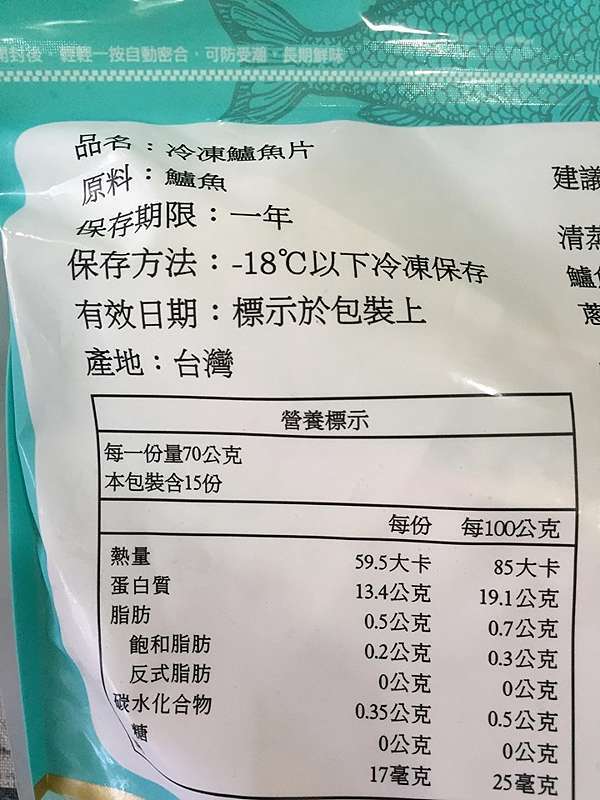 開封後,輕輕一按自動密合,可防受潮,長期鮮味
品名：冷凍鱸魚片
原料：鱸魚
保存期限：一年
保存方法：-18℃以下冷凍保存
有效日期：標示於包裝上
產地：台灣
建議
清蒸
鱸魚
蔥
營養標示
每一份量70公克
本包裝含15份
每份 每100公克
熱量 59.5大卡 85大卡
蛋白質 13.4公克 19.1公克
脂肪 0.5公克 0.7公克
飽和脂肪 0.2公克 0.3公克
反式脂肪 0公克 0公克
碳水化合物 0.35公克 0.5公克
糖 0公克 0公克
17毫克 25毫克